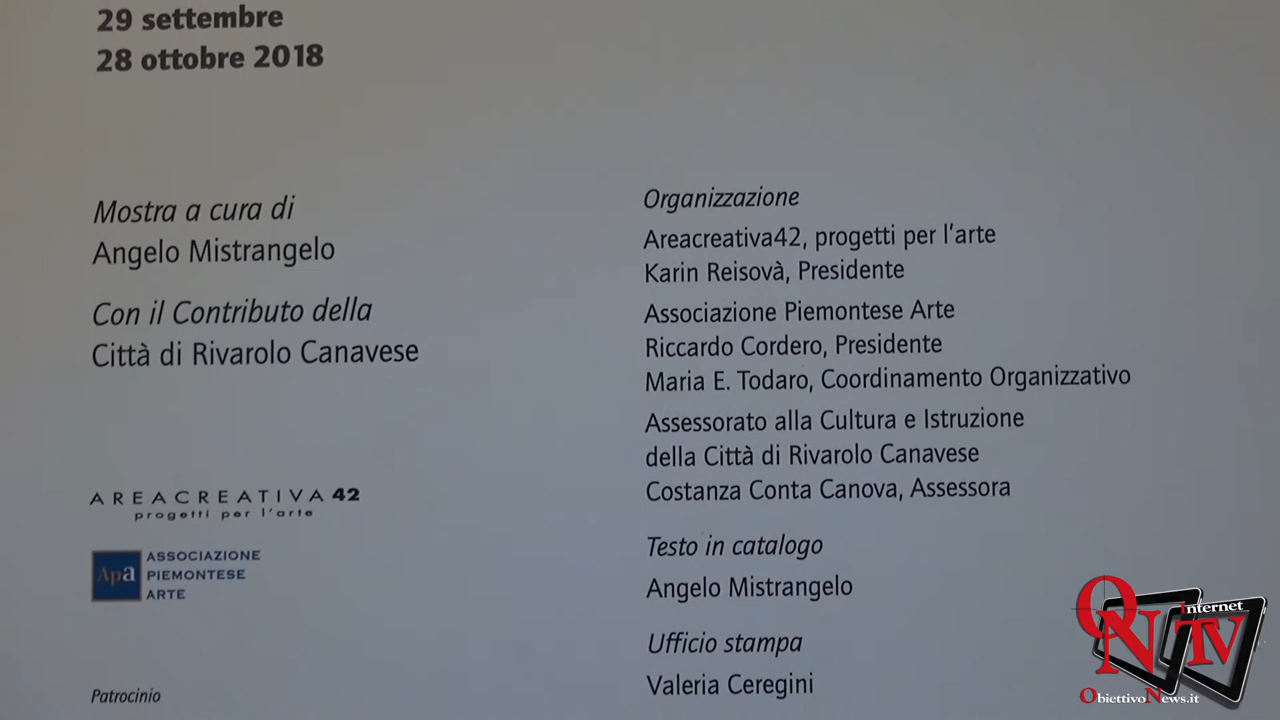 29 settembre
28 ottobre 2018
Mostra a cura di
Angelo Mistrangelo
Con il Contributo della
Città di Rivarolo Canavese
AREACREATIVA 42
progetti per l'arte
Apa
ASSOCIAZIONE
PIEMONTESE
ARTE
Patrocinio
Organizzazione
Areacreativa42, progetti per l'arte
Karin Reisovà, Presidente
Associazione Piemontese Arte
Riccardo Cordero, Presidente
Maria E. Todaro, Coordinamento Organizzativo
Assessorato alla Cultura e Istruzione
della Città di Rivarolo Canavese
Costanza Conta Canova, Assessora
Testo in catalogo
Angelo Mistrangelo
Ufficio stampa
Valeria Ceregini
ON Internet TV
ObiettivoNews.it